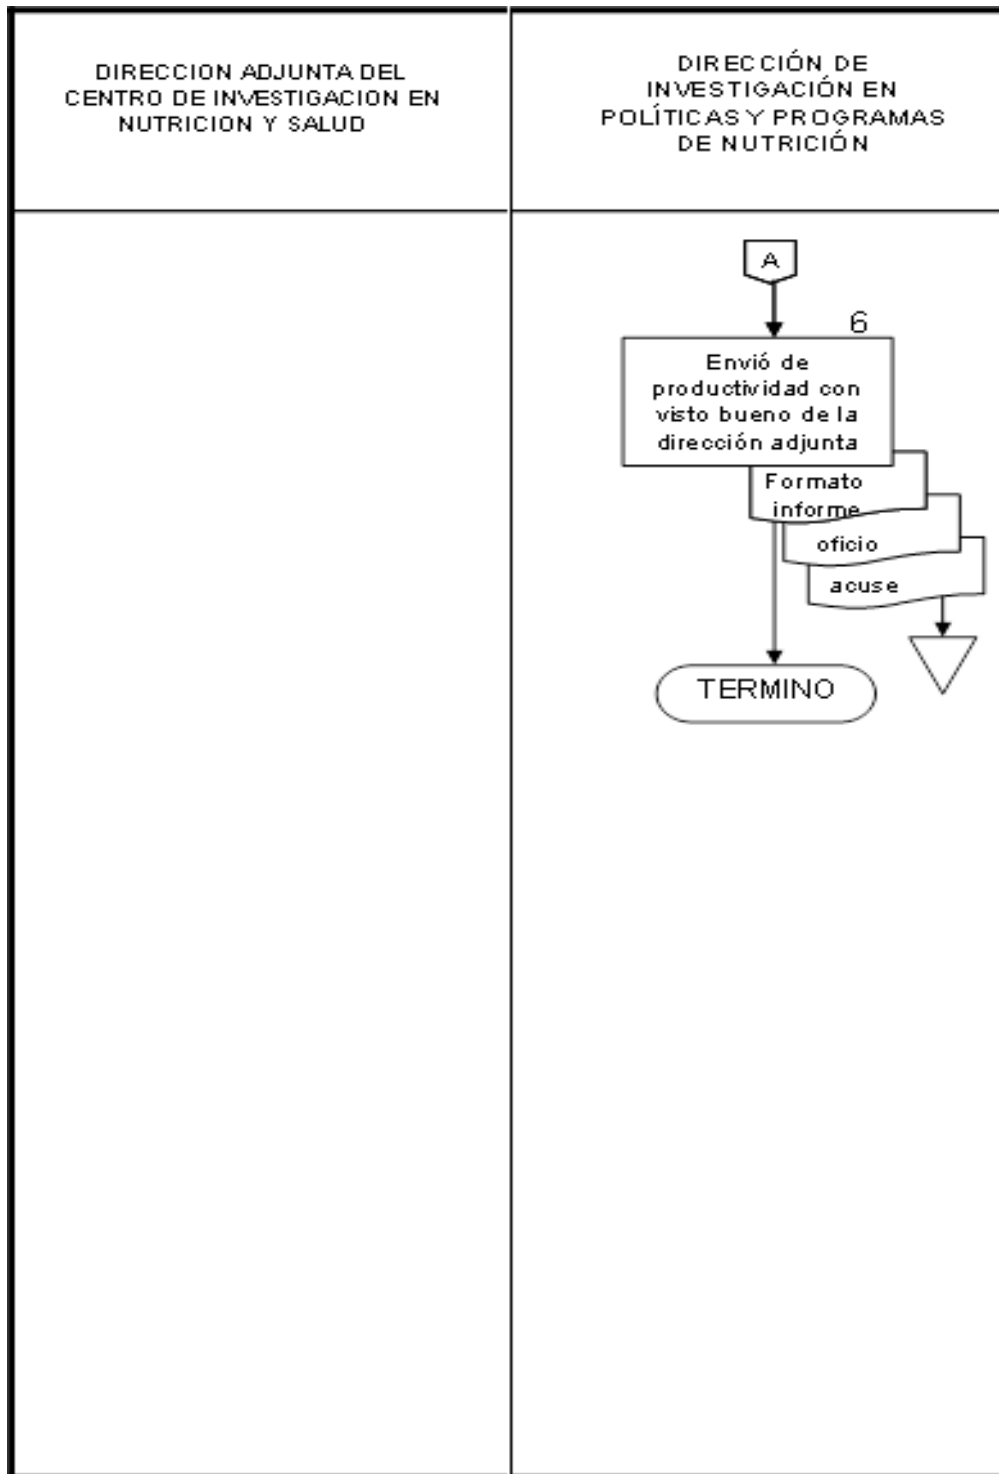 DIRECCION ADJUNTA DEL
CENTRO DE INVESTIGACION EN
NUTRICION Y SALUD
DIRECCIÓN DE
INVESTIGACIÓN EN
POLÍTICAS Y PROGRAMAS
DE NUTRICIÓN
A
6
Envió de
productividad con
visto bueno de la
dirección adjunta
Formato
informe
oficio
acuse
TERMINO